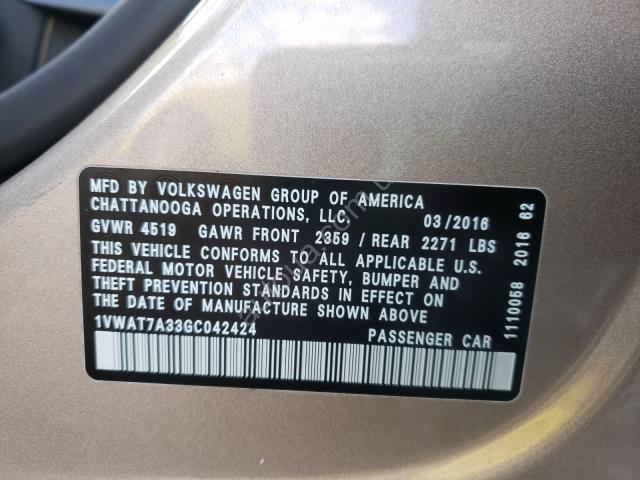 MFD BY VOLKSWAGEN GROUP OF AMERICA
CHATTANOOGA OPERATIONS, LLC. 03/2016
GVWR 4519 GAWR FRONT 2359 / REAR 2271 LBS
THIS VEHICLE CONFORMS TO ALL APPLICABLE U.S.
FEDERAL MOTOR VEHICLE SAFETY, BUMPER AND
THEFT PREVENTION STANDARDS IN EFFECT ON
THE DATE OF MANUFACTURE SHOWN ABOVE
1VWAT7A33GC042424 PASSENGER CAR
1110058 2016 62